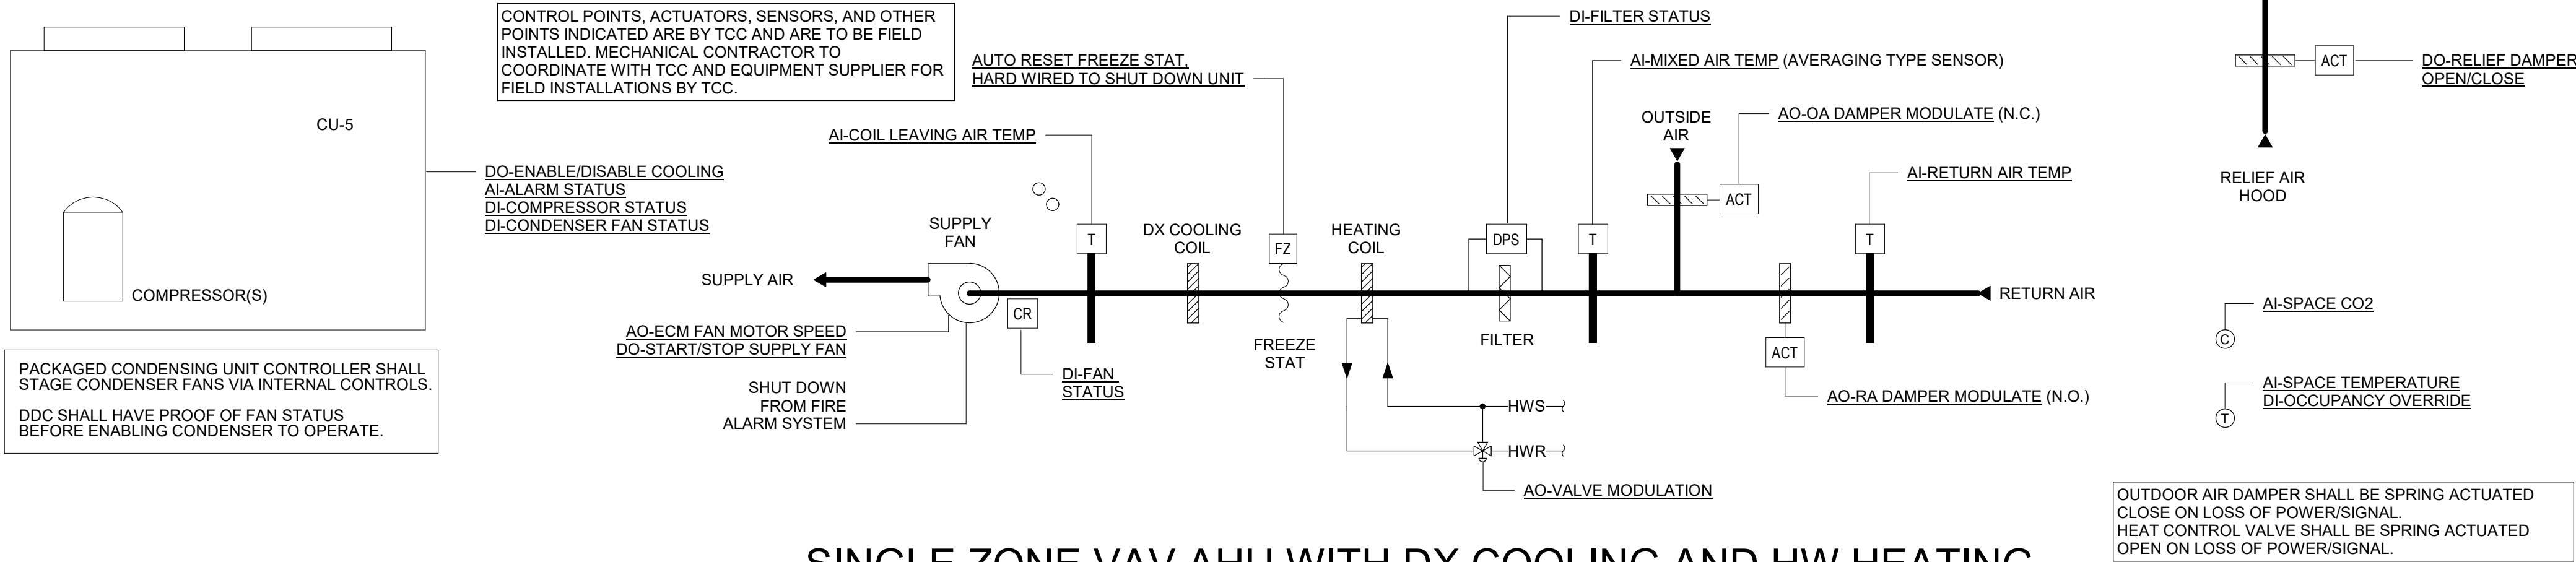 CONTROL POINTS, ACTUATORS, SENSORS, AND OTHER
POINTS INDICATED ARE BY TCC AND ARE TO BE FIELD
INSTALLED. MECHANICAL CONTRACTOR TO
COORDINATE WITH TCC AND EQUIPMENT SUPPLIER FOR
FIELD INSTALLATIONS BY TCC.
CU-5
COMPRESSOR(S)
DO-ENABLE/DISABLE COOLING
AI-ALARM STATUS
DI-COMPRESSOR STATUS
DI-CONDENSER FAN STATUS
PACKAGED CONDENSING UNIT CONTROLLER SHALL
STAGE CONDENSER FANS VIA INTERNAL CONTROLS.
DDC SHALL HAVE PROOF OF FAN STATUS
BEFORE ENABLING CONDENSER TO OPERATE.
AUTO RESET FREEZE STAT,
HARD WIRED TO SHUT DOWN UNIT
AI-COIL LEAVING AIR TEMP
SUPPLY
FAN
SUPPLY AIR
AO-ECM FAN MOTOR SPEED
DO-START/STOP SUPPLY FAN
SHUT DOWN
FROM FIRE
ALARM SYSTEM
CR
DI-FAN
STATUS
T
DX COOLING
COIL
FZ
FREEZE
STAT
HEATING
COIL
DI-FILTER STATUS
DPS
FILTER
AI-MIXED AIR TEMP (AVERAGING TYPE SENSOR)
T
OUTSIDE
AIR
AO-OA DAMPER MODULATE (N.C.)
ACT
AI-RETURN AIR TEMP
T
RETURN AIR
ACT
AO-RA DAMPER MODULATE (N.O.)
HWS
HWR
AO-VALVE MODULATION
ACT
DO-RELIEF DAMPER
OPEN/CLOSE
RELIEF AIR
HOOD
AI-SPACE CO2
C
AI-SPACE TEMPERATURE
DI-OCCUPANCY OVERRIDE
T
OUTDOOR AIR DAMPER SHALL BE SPRING ACTUATED
CLOSE ON LOSS OF POWER/SIGNAL.
HEAT CONTROL VALVE SHALL BE SPRING ACTUATED
OPEN ON LOSS OF POWER/SIGNAL.
SINGLE ZONE VAV AHU WITH DX COOLING AND HW HEATING